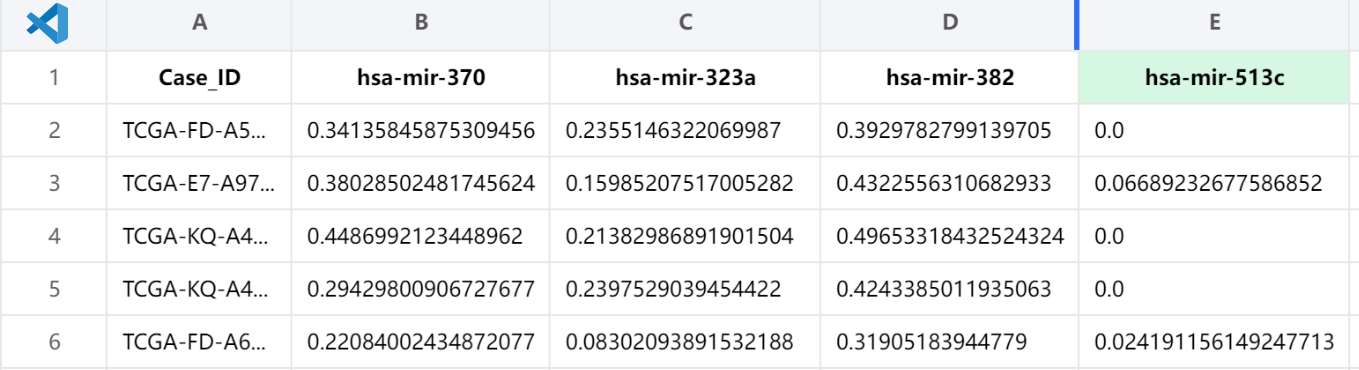 A B C D E
1 Case_ID hsa-mir-370 hsa-mir-323a hsa-mir-382 hsa-mir-513c
2 TCGA-FD-A5... 0.34135845875309456 0.2355146322069987 0.3929782799139705 0.0
3 TCGA-E7-A97... 0.38028502481745624 0.15985207517005282 0.4322556310682933 0.06689232677586852
4 TCGA-KQ-A4... 0.4486992123448962 0.21382986891901504 0.49653318432524324 0.0
5 TCGA-KQ-A4... 0.29429800906727677 0.2397529039454422 0.4243385011935063 0.0
6 TCGA-FD-A6... 0.22084002434872077 0.08302093891532188 0.31905183944779 0.024191156149247713